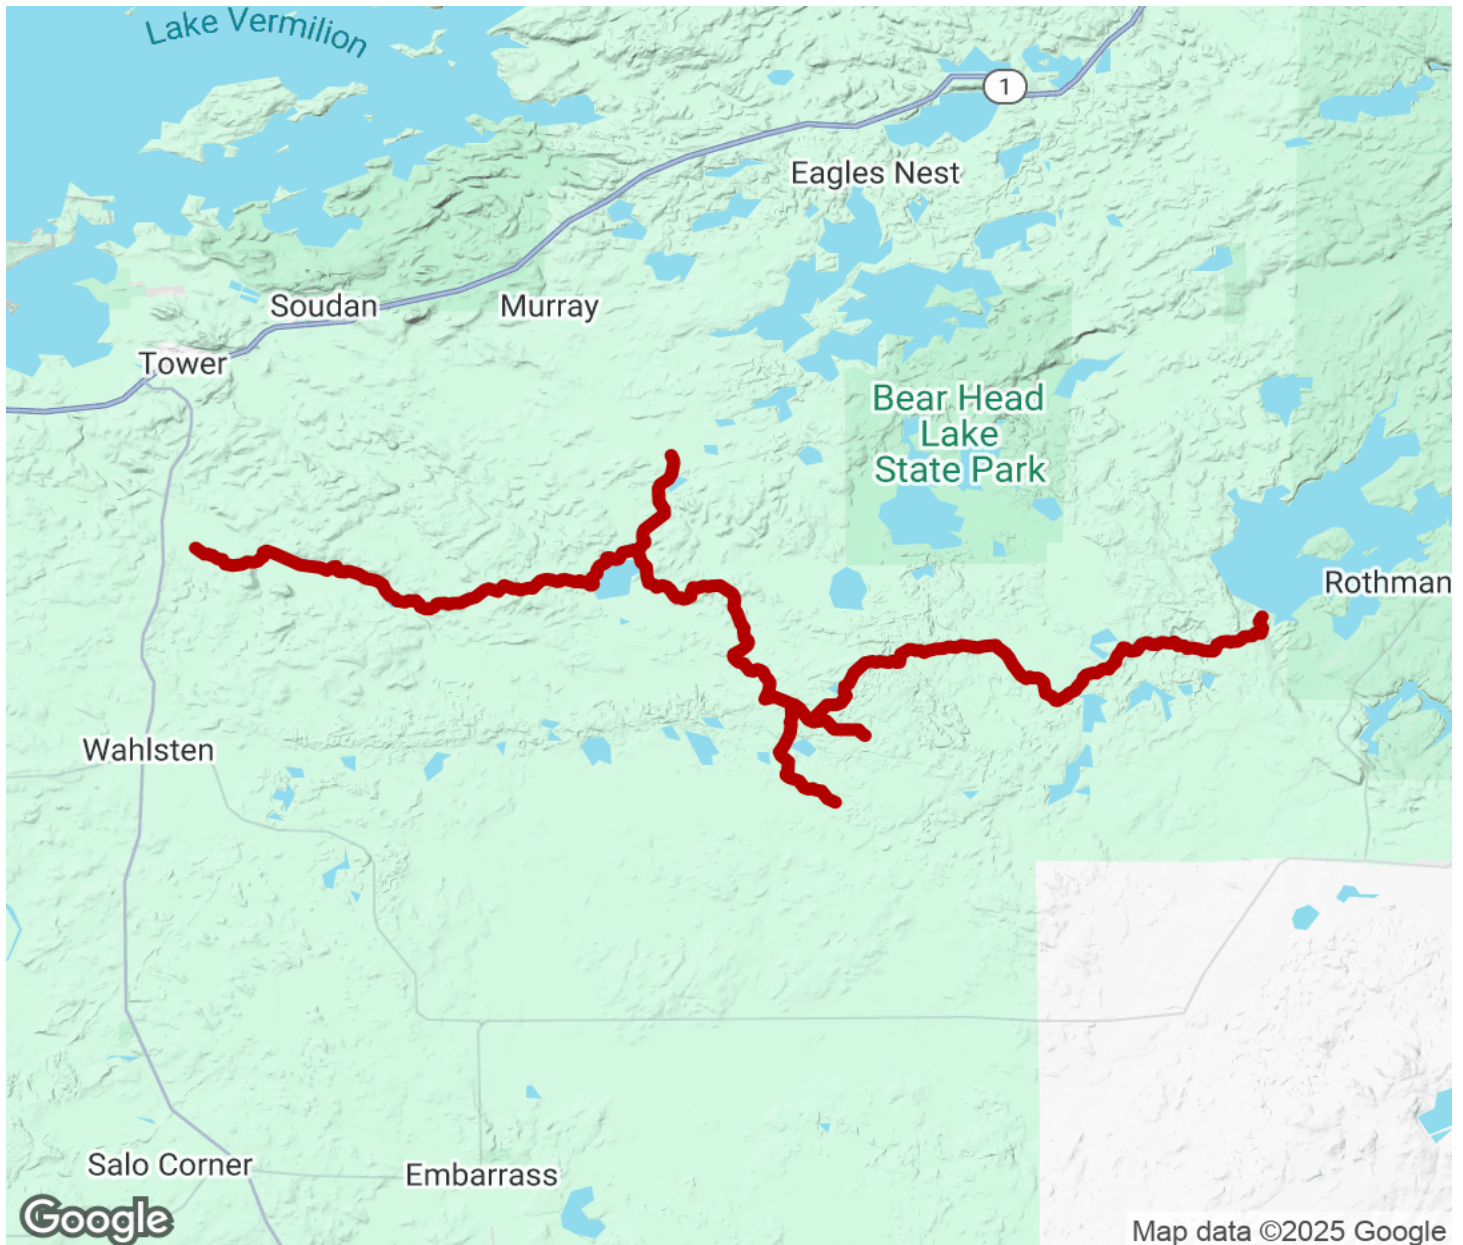 Lake Vermilion
1
Eagles Nest
Soudan
Murray
Tower
Bear Head
Lake
State Park
Rothman
Wahlsten
Salo Corner
Embarrass
Google
Map data ©2025 Google